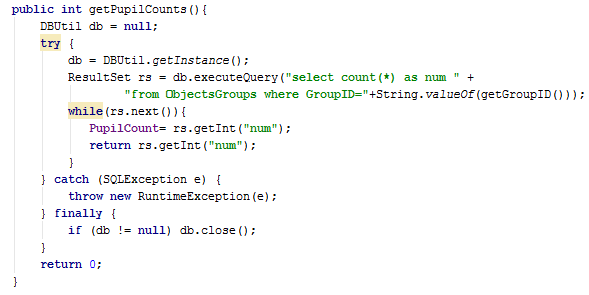 public int getPupilCounts(){
DBUtil db = null;
try {
db = DBUtil.getInstance();
ResultSet rs = db.executeQuery("select count(*) as num " +
"from ObjectsGroups where GroupID="+String.valueOf(getGroupID()));
while(rs.next()){
PupilCount= rs.getInt("num");
return rs.getInt("num");
}
} catch (SQLException e) {
throw new RuntimeException(e);
} finally {
if (db != null) db.close();
}
return 0;
}